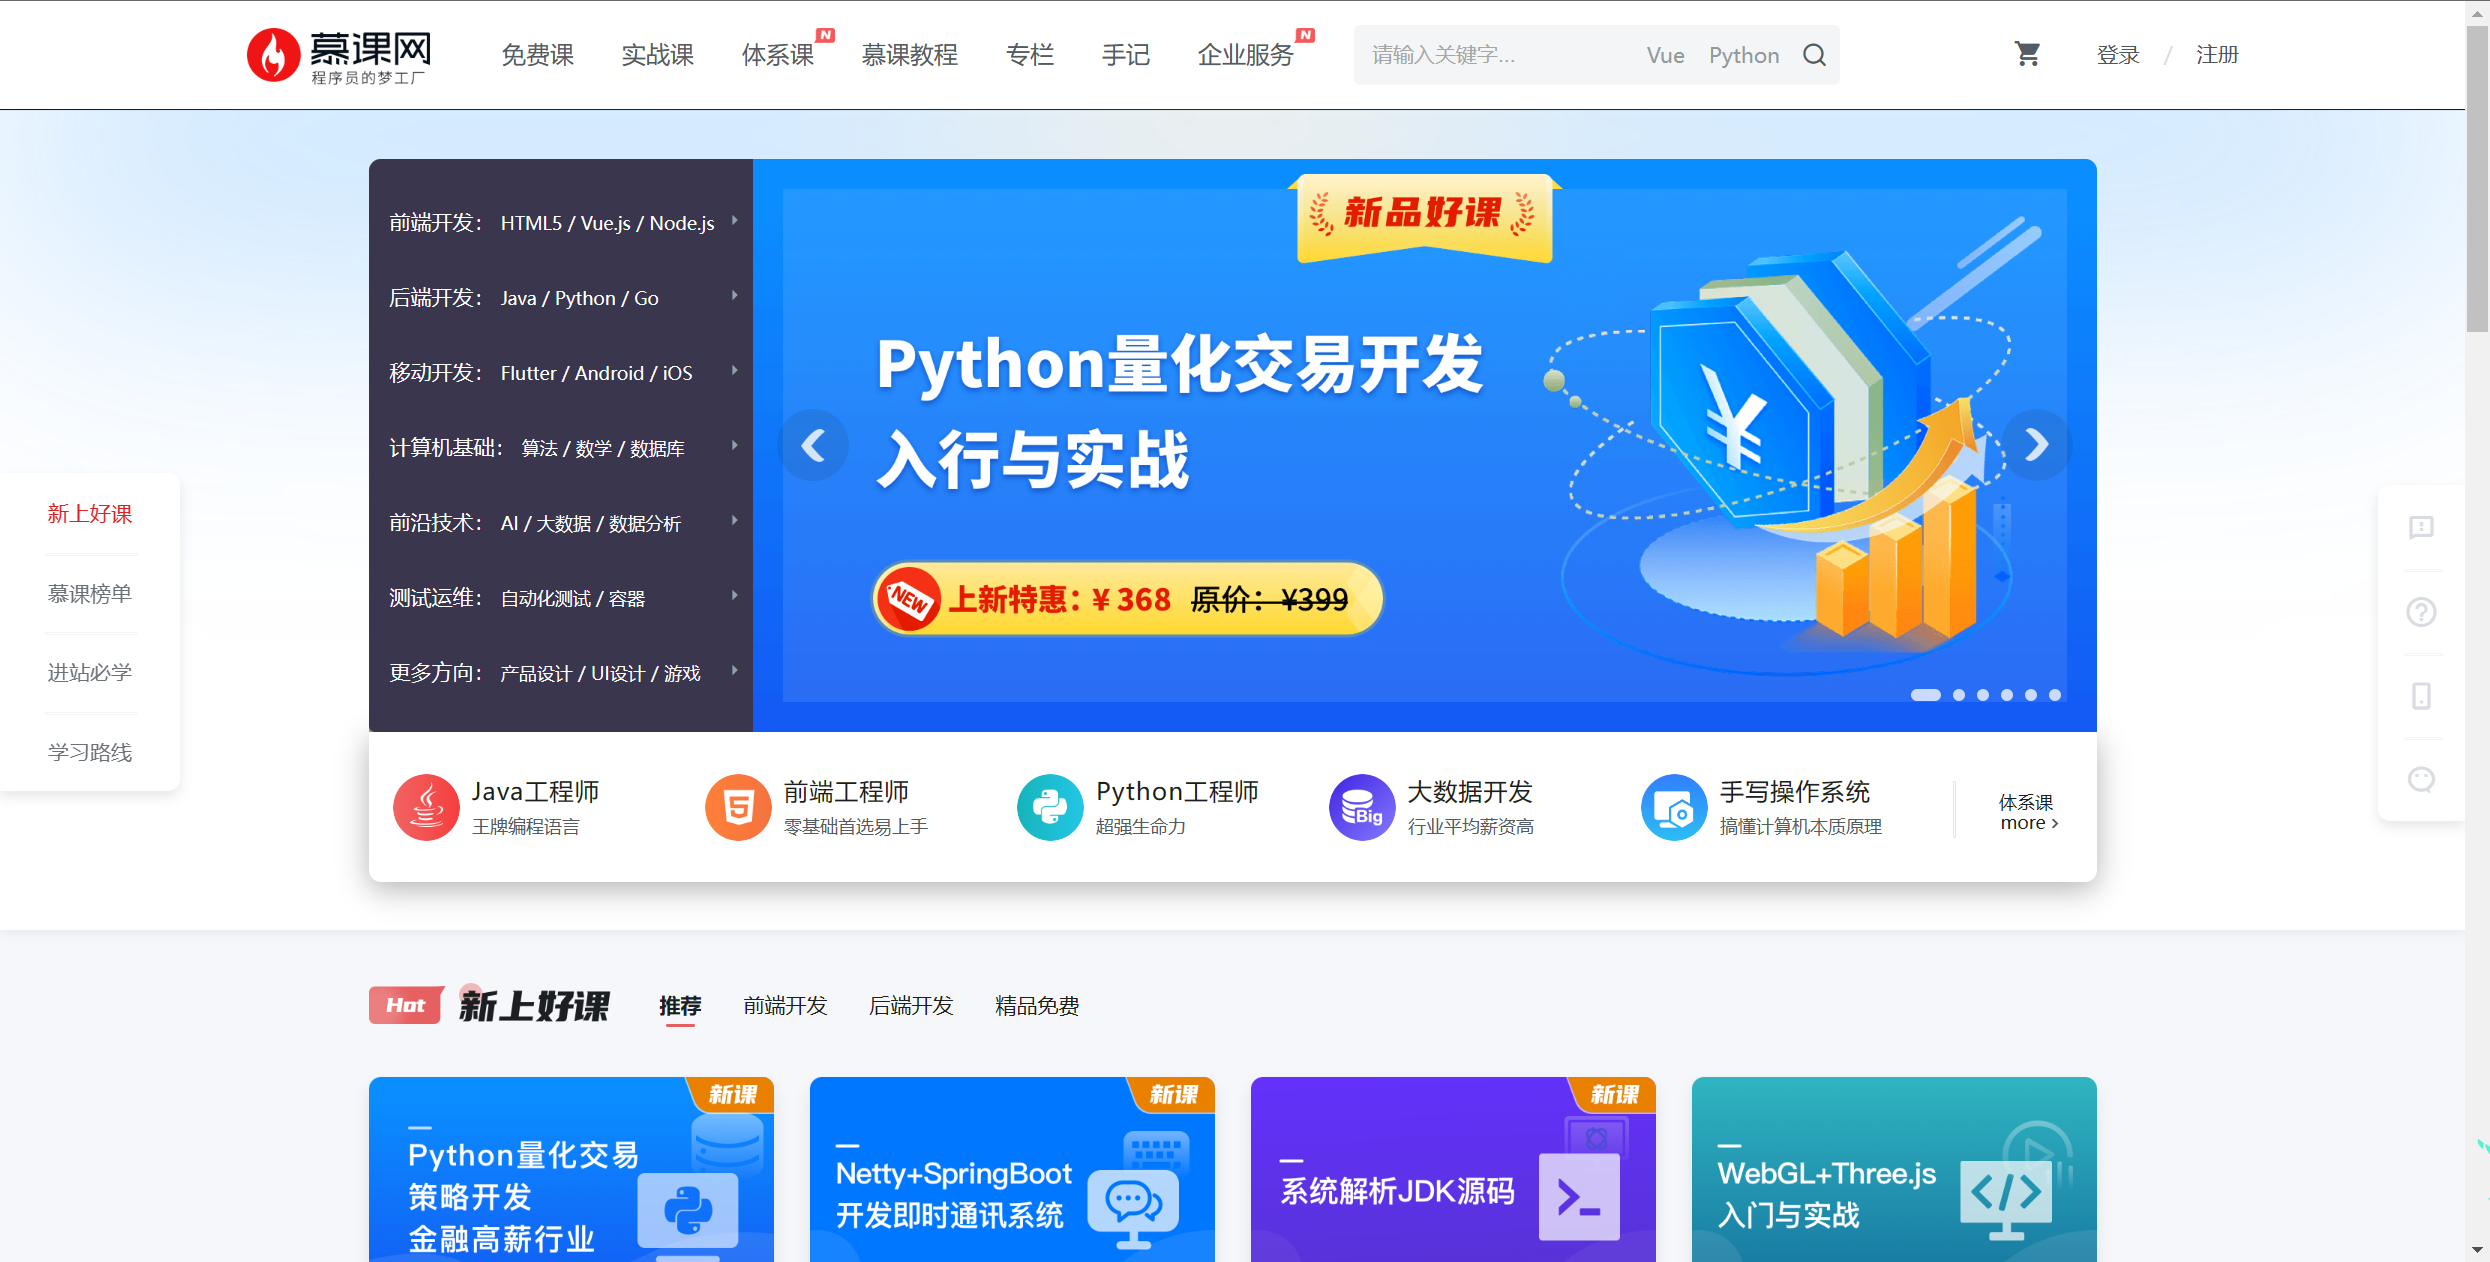 慕课网
程序员的梦工厂
免费课
实战课
体系课
N
慕课教程
专栏
手记
企业服务
N
请输入关键字...
Vue
Python
登录 / 注册
前端开发： HTML5 / Vue.js / Node.js
后端开发： Java / Python / Go
移动开发： Flutter / Android / iOS
计算机基础： 算法 / 数学 / 数据库
前沿技术： AI / 大数据 / 数据分析
测试运维： 自动化测试 / 容器
更多方向： 产品设计 / UI设计 / 游戏
新品好课
Python量化交易开发
入行与实战
NEW 上新特惠：¥ 368 原价：¥399
¥
新上好课
慕课榜单
进站必学
学习路线
Java工程师
王牌编程语言
5
前端工程师
零基础首选易上手
Python工程师
超强生命力
Big
大数据开发
行业平均薪资高
手写操作系统
搞懂计算机本质原理
体系课
more ›
Hot 新上好课
推荐
前端开发
后端开发
精品免费
新课
Python量化交易
策略开发
金融高薪行业
新课
Netty+SpringBoot
开发即时通讯系统
新课
系统解析JDK源码
WebGL+Three.js
入门与实战